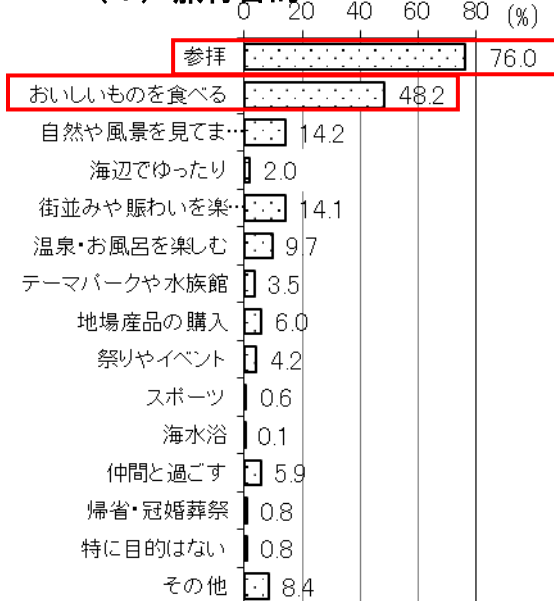 0 20 40 60 80 (%)
参拝 76.0
おいしいものを食べる 48.2
自然や風景を見てま… 14.2
海辺でゆったり 2.0
街並みや賑わいを楽… 14.1
温泉・お風呂を楽しむ 9.7
テーマパークや水族館 3.5
地場産品の購入 6.0
祭りやイベント 4.2
スポーツ 0.6
海水浴 0.1
仲間と過ごす 5.9
帰省・冠婚葬祭 0.8
特に目的はない 0.8
その他 8.4